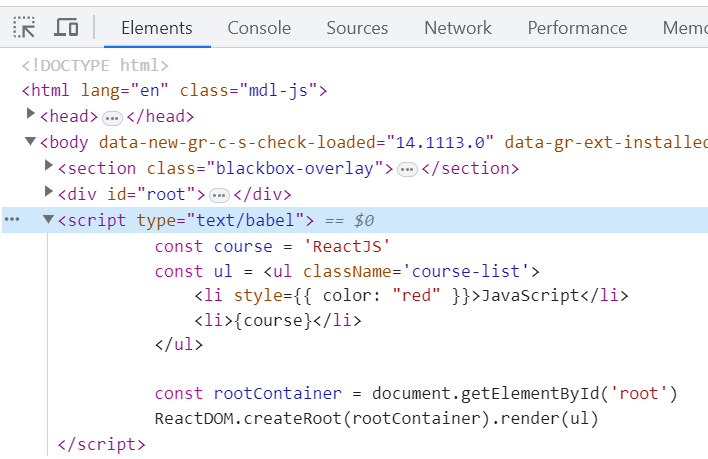 Elements Console Sources Network Performance
<!DOCTYPE html>
<html lang="en" class="mdl-js">
<head> ... </head>
<body data-new-gr-c-s-check-loaded="14.1113.0" data-gr-ext-installed
<section class="blackbox-overlay"> ... </section>
<div id="root"> ... </div>
... <script type="text/babel"> == $0
const course = 'ReactJS'
const ul = <ul className='course-list'>
<li style={{ color: "red" }}>JavaScript</li>
<li>{course}</li>
</ul>
const rootContainer = document.getElementById('root')
ReactDOM.createRoot(rootContainer).render(ul)
</script>